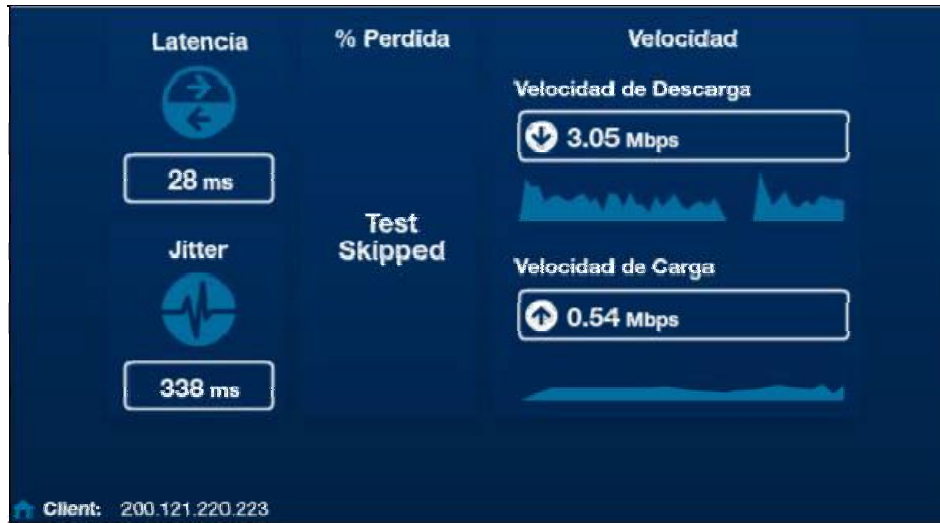 Latencia
28 ms
Jitter
338 ms
% Perdida
Test
Skipped
Velocidad
Velocidad de Descarga
3.05 Mbps
Velocidad de Carga
0.54 Mbps
Client: 200.121.220.223